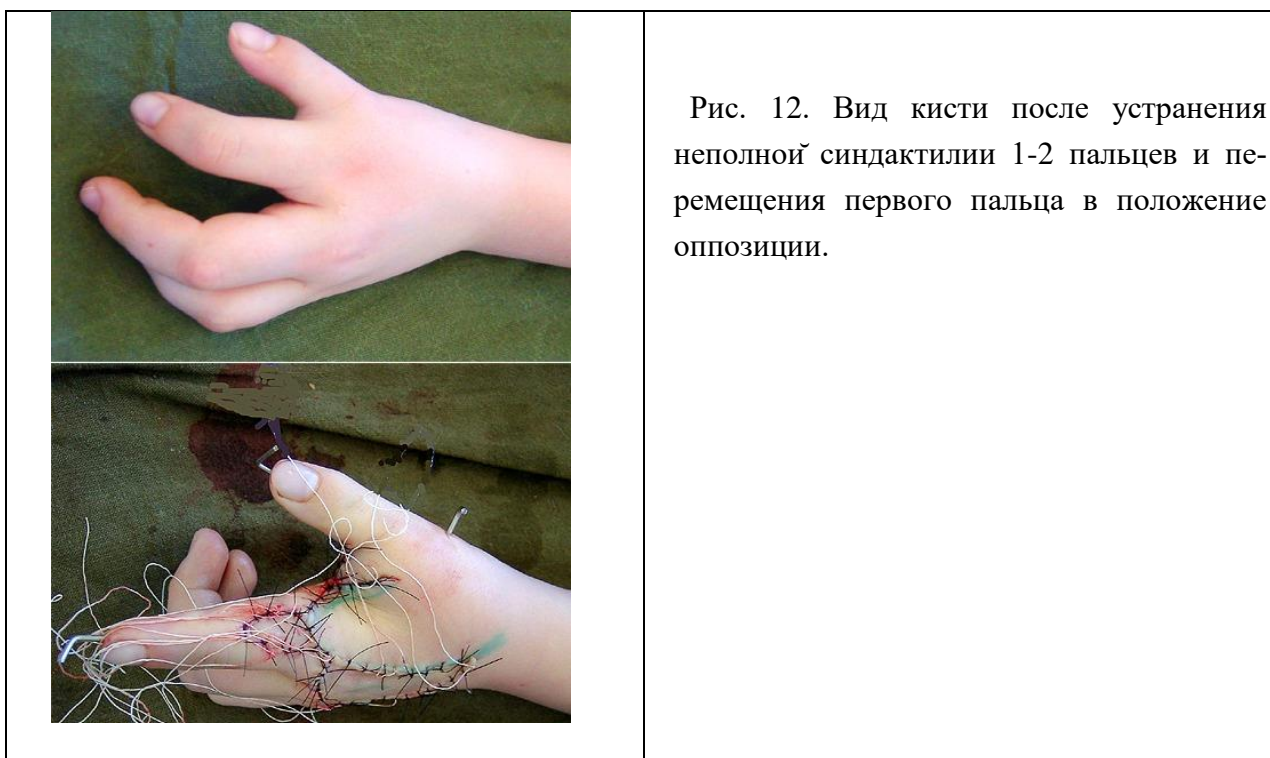 Рис. 12. Вид кисти после устранения
неполной синдактилии 1-2 пальцев и пе-
ремещения первого пальца в положение
оппозиции.